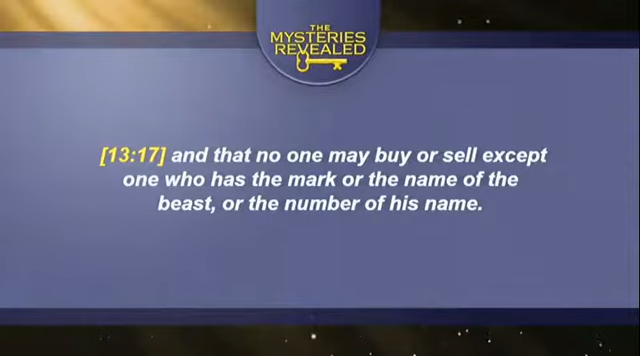 THE
MYSTERIES
REVEALED
[13:17] and that no one may buy or sell except
one who has the mark or the name of the
beast, or the number of his name.